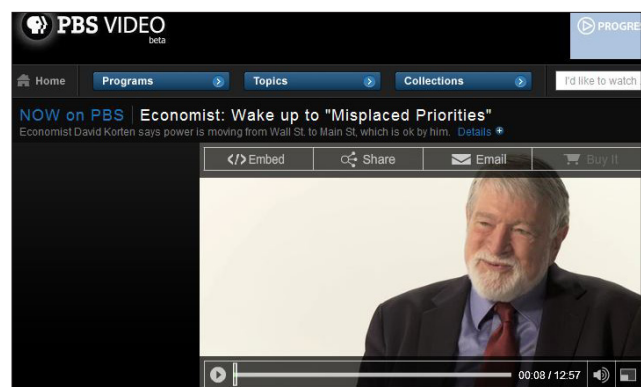 PBS VIDEO
beta
PROGRE
Home Programs Topics Collections I'd like to watch
NOW on PBS | Economist: Wake up to "Misplaced Priorities"
Economist David Korten says power is moving from Wall St. to Main St, which is ok by him. Details
</> Embed Share Email Buy It
00:08 / 12:57